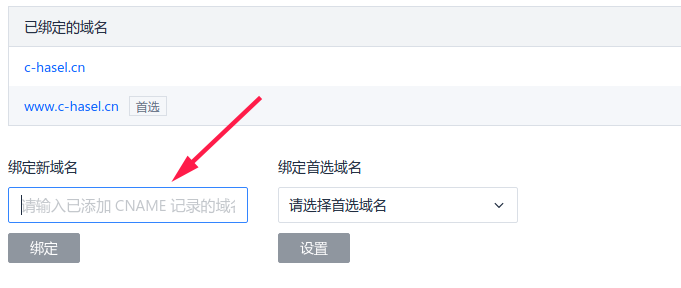 已绑定的域名
c-hasel.cn
www.c-hasel.cn 首选
绑定新域名 绑定首选域名
请输入已添加 CNAME 记录的域名 请选择首选域名
绑定 设置